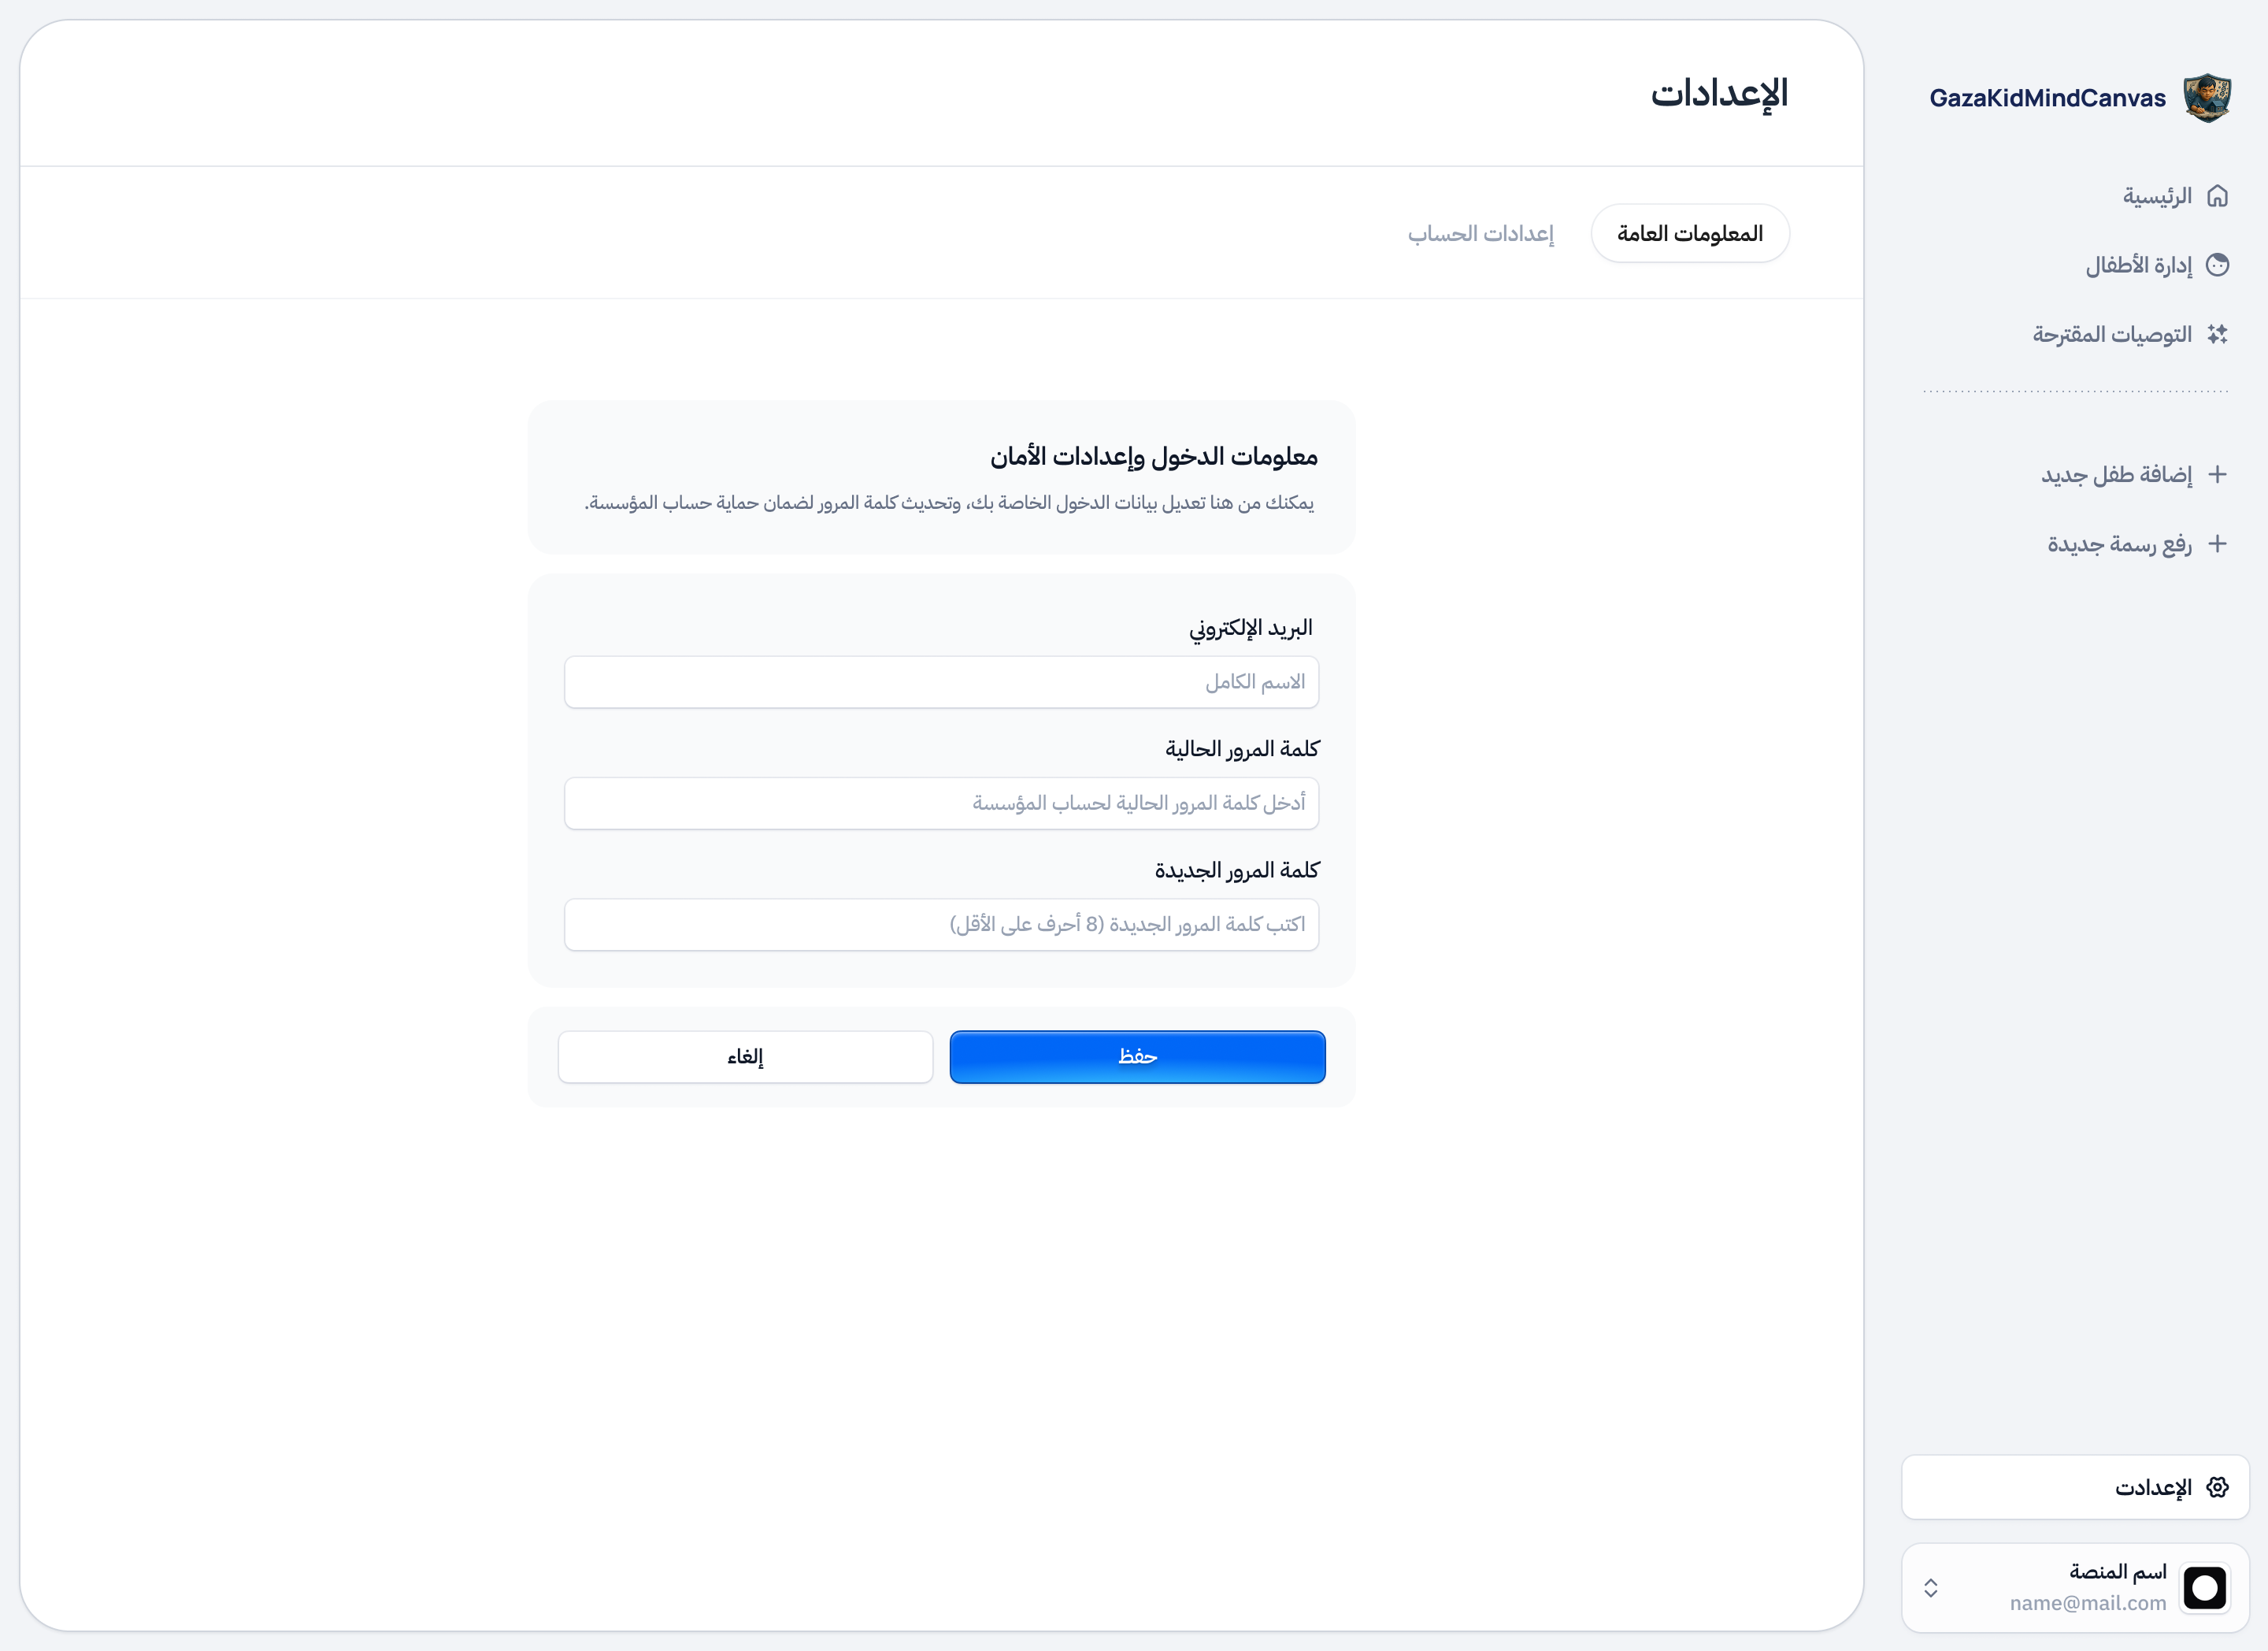 GazaKidMindCanvas
الرئيسية
إدارة الأطفال
التوصيات المقترحة
إضافة طفل جديد
رفع رسمة جديدة
الإعدادت
اسم المنصة
name@mail.com
الإعدادات
المعلومات العامة
إعدادات الحساب
معلومات الدخول وإعدادات الأمان
يمكنك من هنا تعديل بيانات الدخول الخاصة بك، وتحديث كلمة المرور لضمان حماية حساب المؤسسة.
البريد الإلكتروني
الاسم الكامل
كلمة المرور الحالية
أدخل كلمة المرور الحالية لحساب المؤسسة
كلمة المرور الجديدة
اكتب كلمة المرور الجديدة (8 أحرف على الأقل)
حفظ
إلغاء